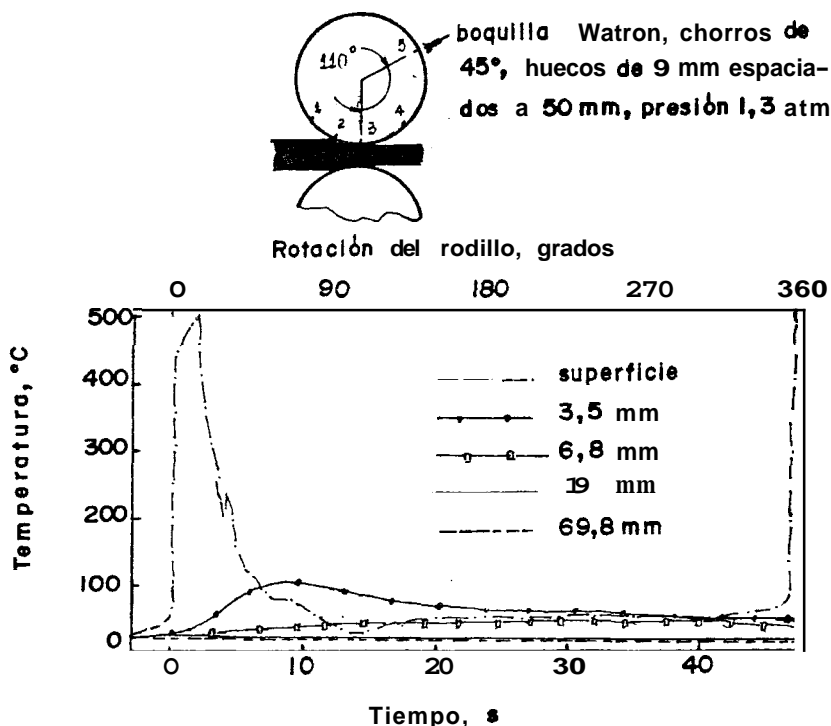 boquilla Watron, chorros de
45°, huecos de 9 mm espacia-
dos a 50 mm, presión 1,3 atm
110°
1 2 3 4 5
Rotación del rodillo, grados
0 90 180 270 360
Temperatura, °C
500
400
300
200
100
0
superficie
3,5 mm
6,8 mm
19 mm
69,8 mm
0 10 20 30 40
Tiempo, s